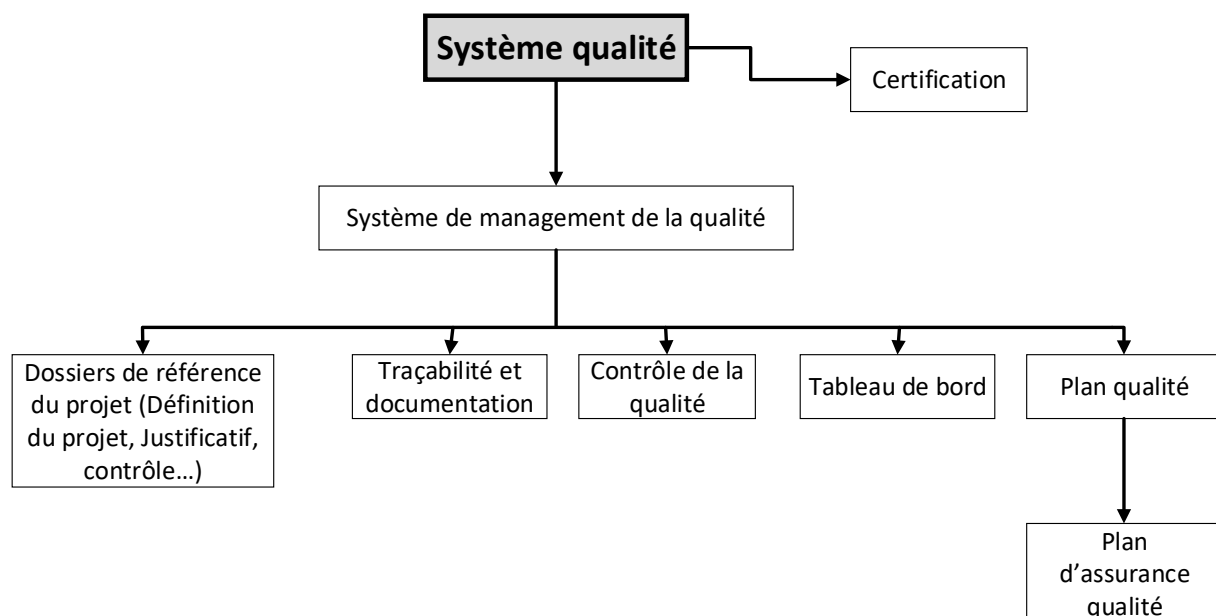 Système qualité
Certification
Système de management de la qualité
Dossiers de référence
du projet (Définition
du projet, Justificatif,
contrôle…)
Traçabilité et
documentation
Contrôle de la
qualité
Tableau de bord
Plan qualité
Plan
d’assurance
qualité